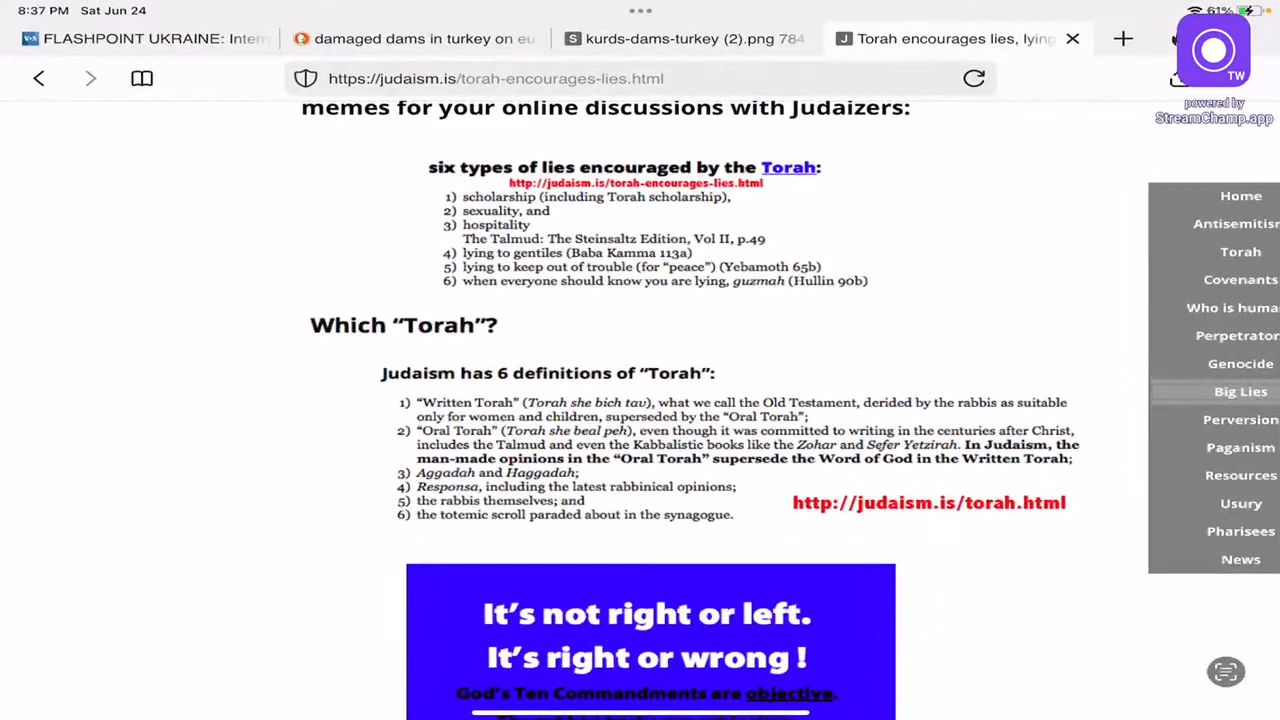 8:37 PM Sat Jun 24
61%
FLASHPOINT UKRAINE: Intern
damaged dams in turkey on eu
kurds-dams-turkey (2).png 784
Torah encourages lies, lying
https://judaism.is/torah-encourages-lies.html
TW
powered by
StreamChamp.app
memes for your online discussions with Judaizers:
six types of lies encouraged by the Torah:
http://judaism.is/torah-encourages-lies.html
1) scholarship (including Torah scholarship),
2) sexuality, and
3) hospitality
The Talmud: The Steinsaltz Edition, Vol II, p.49
4) lying to gentiles (Baba Kamma 113a)
5) lying to keep out of trouble (for “peace”) (Yebamoth 65b)
6) when everyone should know you are lying, guzmah (Hullin 90b)
Which “Torah”?
Judaism has 6 definitions of “Torah”:
1) “Written Torah” (Torah she bich tav), what we call the Old Testament, derided by the rabbis as suitable
only for women and children, superseded by the “Oral Torah”;
2) “Oral Torah” (Torah she beal peh), even though it was committed to writing in the centuries after Christ,
includes the Talmud and even the Kabbalistic books like the Zohar and Sefer Yetzirah. In Judaism, the
man-made opinions in the “Oral Torah” supersede the Word of God in the Written Torah;
3) Aggadah and Haggadah;
4) Responsa, including the latest rabbinical opinions;
5) the rabbis themselves; and
6) the totemic scroll paraded about in the synagogue.
http://judaism.is/torah.html
It’s not right or left.
It’s right or wrong !
God’s Ten Commandments are objective.
Home
Antisemitism
Torah
Covenants
Who is huma
Perpetrator
Genocide
Big Lies
Perversion
Paganism
Resources
Usury
Pharisees
News